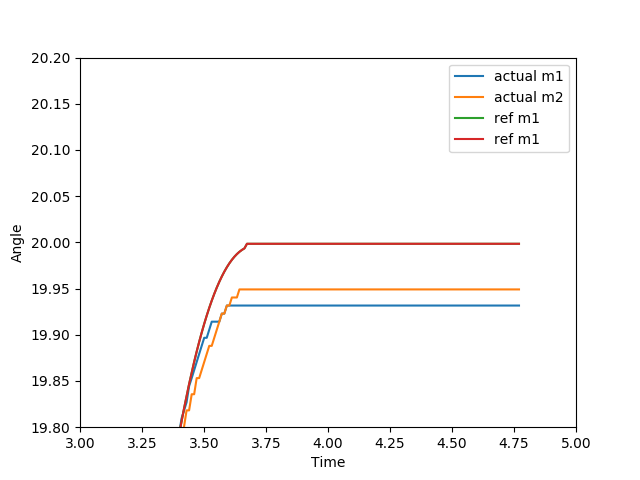 20.20
20.15
20.10
20.05
20.00
19.95
19.90
19.85
19.80
Angle
3.00 3.25 3.50 3.75 4.00 4.25 4.50 4.75 5.00
Time
actual m1
actual m2
ref m1
ref m1